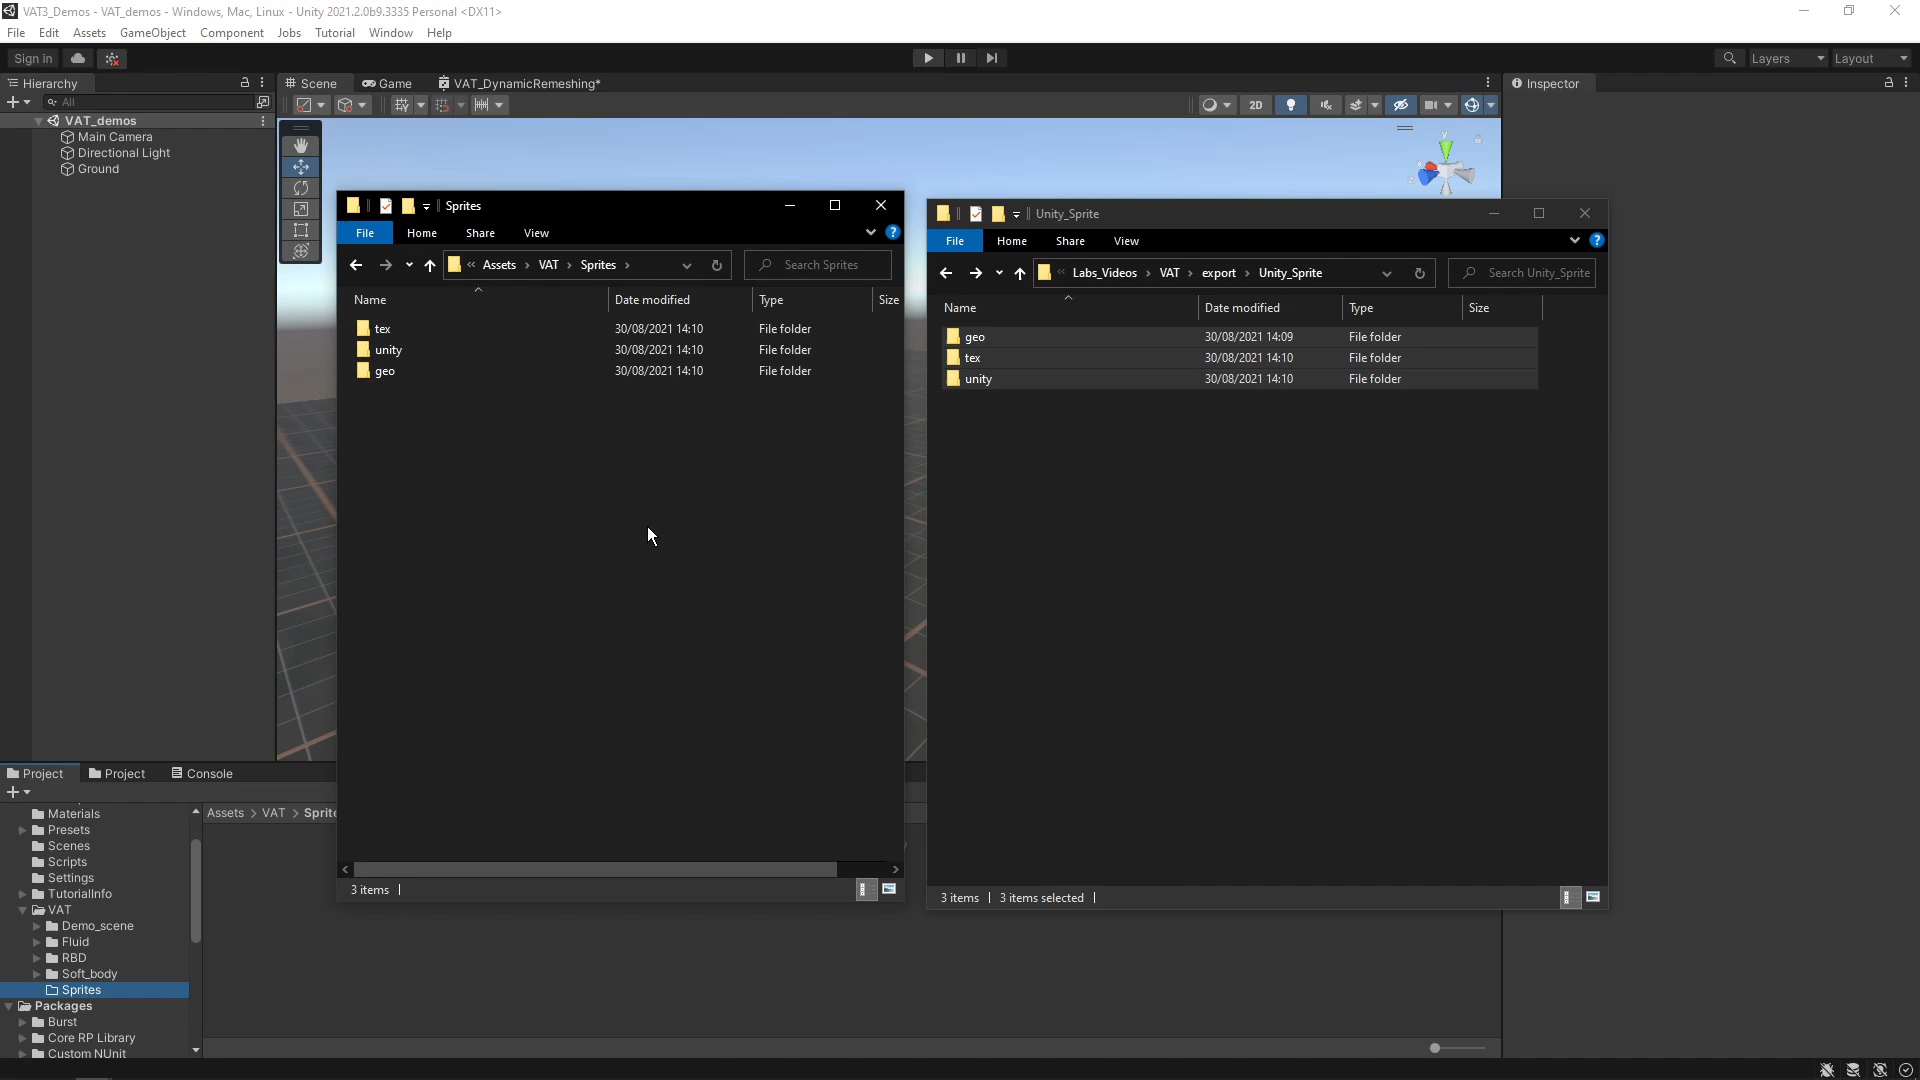 VAT3_Demos - VAT_demos - Windows, Mac, Linux - Unity 2021.2.0b9.3335 Personal <DX11>
File Edit Assets GameObject Component Jobs Tutorial Window Help
Sign in
Layers
Layout
Hierarchy
Scene
Game
VAT_DynamicRemeshing*
Inspector
All
2D
VAT_demos
Main Camera
Directional Light
Ground
y
x
Sprites
File Home Share View
« Assets > VAT > Sprites >
Search Sprites
Name Date modified Type Size
tex 30/08/2021 14:10 File folder
unity 30/08/2021 14:10 File folder
geo 30/08/2021 14:10 File folder
3 items
Unity_Sprite
File Home Share View
« Labs_Videos > VAT > export > Unity_Sprite
Search Unity_Sprite
Name Date modified Type Size
geo 30/08/2021 14:09 File folder
tex 30/08/2021 14:10 File folder
unity 30/08/2021 14:10 File folder
3 items 3 items selected
Project
Project
Console
Assets > VAT >
Materials
Presets
Scenes
Scripts
Settings
TutorialInfo
VAT
Demo_scene
Fluid
RBD
Soft_body
Sprites
Packages
Burst
Core RP Library
Custom NUnit